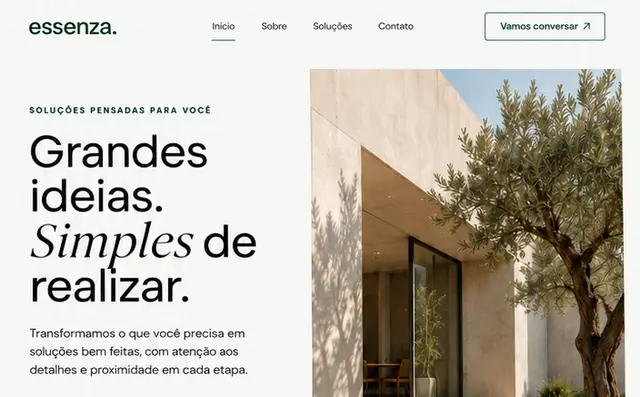 essenza.
Início Sobre Soluções Contato
Vamos conversar ↗
SOLUÇÕES PENSADAS PARA VOCÊ
Grandes
ideias.
Simples de
realizar.
Transformamos o que você precisa em
soluções bem feitas, com atenção aos
detalhes e proximidade em cada etapa.